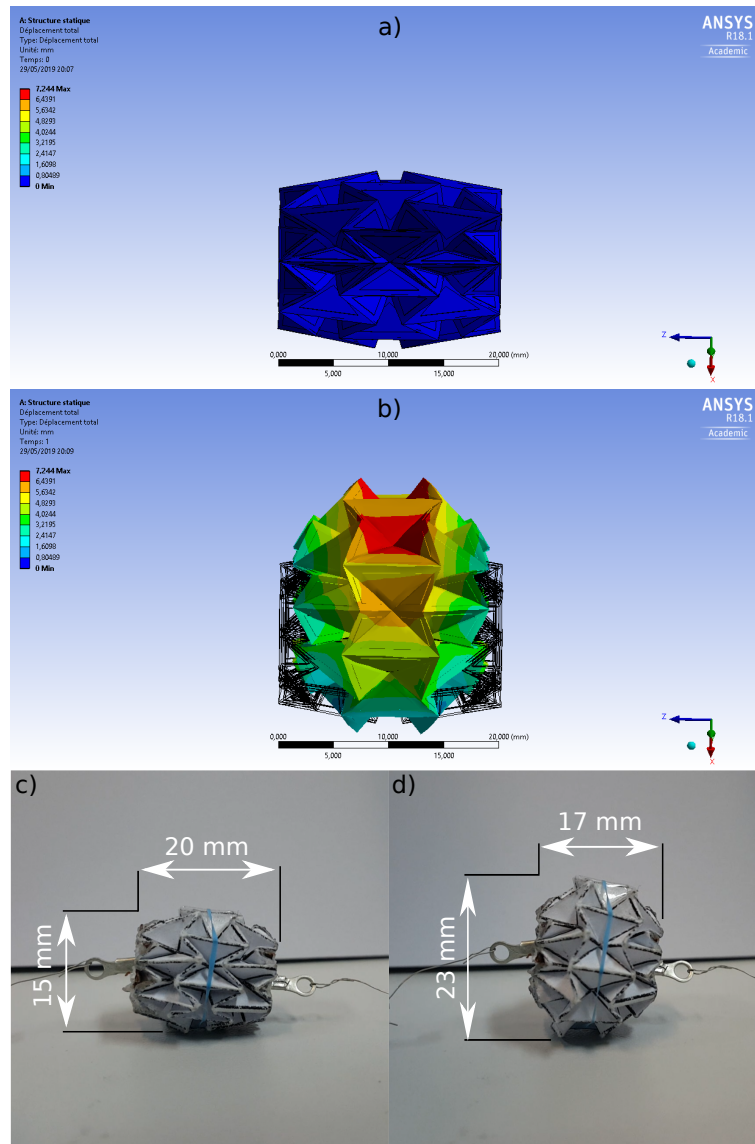 A: Structure statique
Déplacement total
Type: Déplacement total
Unité: mm
Temps: 0
29/05/2019 20:07
7,244 Max
6,4391
5,6342
4,8293
4,0244
3,2195
2,4147
1,6098
0,80489
0 Min
a)
ANSYS
R18.1
Academic
0,000 10,000 20,000 (mm)
5,000 15,000
Z
X
A: Structure statique
Déplacement total
Type: Déplacement total
Unité: mm
Temps: 1
29/05/2019 20:09
7,244 Max
6,4391
5,6342
4,8293
4,0244
3,2195
2,4147
1,6098
0,80489
0 Min
b)
ANSYS
R18.1
Academic
0,000 10,000 20,000 (mm)
5,000 15,000
Z
X
c)
20 mm
15 mm
d)
17 mm
23 mm